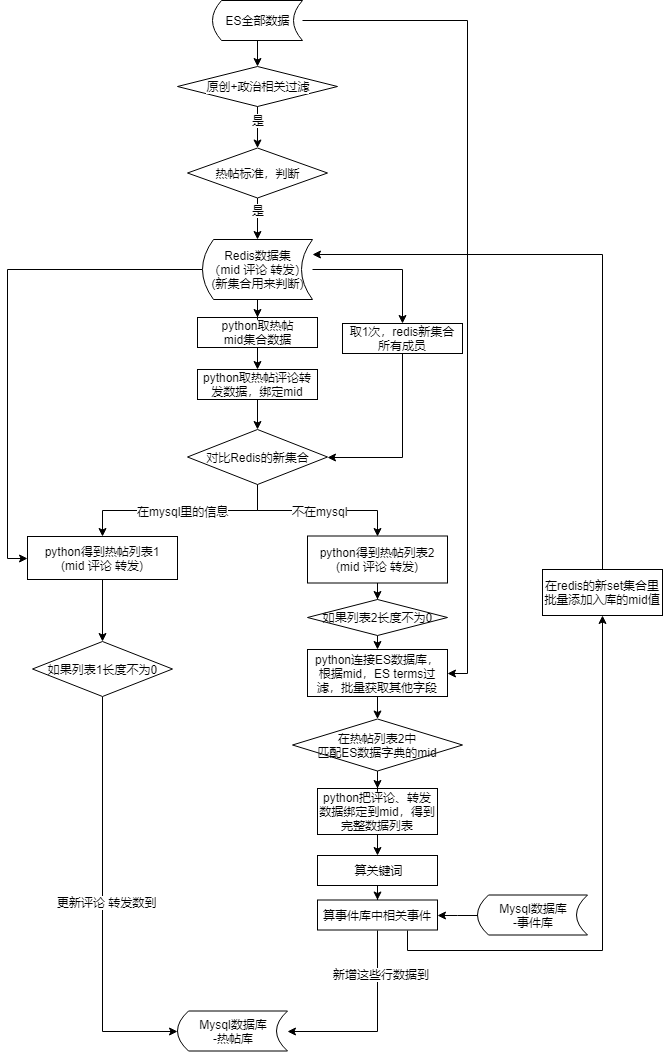 ES全部数据
原创+政治相关过滤
是
热帖标准，判断
是
Redis数据集
（mid 评论 转发）
(新集合用来判断)
python取热帖
mid集合数据
取1次，redis新集合
所有成员
python取热帖评论转
发数据，绑定mid
对比Redis的新集合
在mysql里的信息
不在mysql
python得到热帖列表1
（mid 评论 转发）
python得到热帖列表2
（mid 评论 转发）
在redis的新set集合里
批量添加入库的mid值
如果列表2长度不为0
如果列表1长度不为0
python连接ES数据库，
根据mid，ES terms过
滤，批量获取其他字段
在热帖列表2中
匹配ES数据字典的mid
python把评论、转发
数据绑定到mid，得到
完整数据列表
算关键词
更新评论 转发数到
算事件库中相关事件
Mysql数据库
-事件库
新增这些行数据到
Mysql数据库
-热帖库